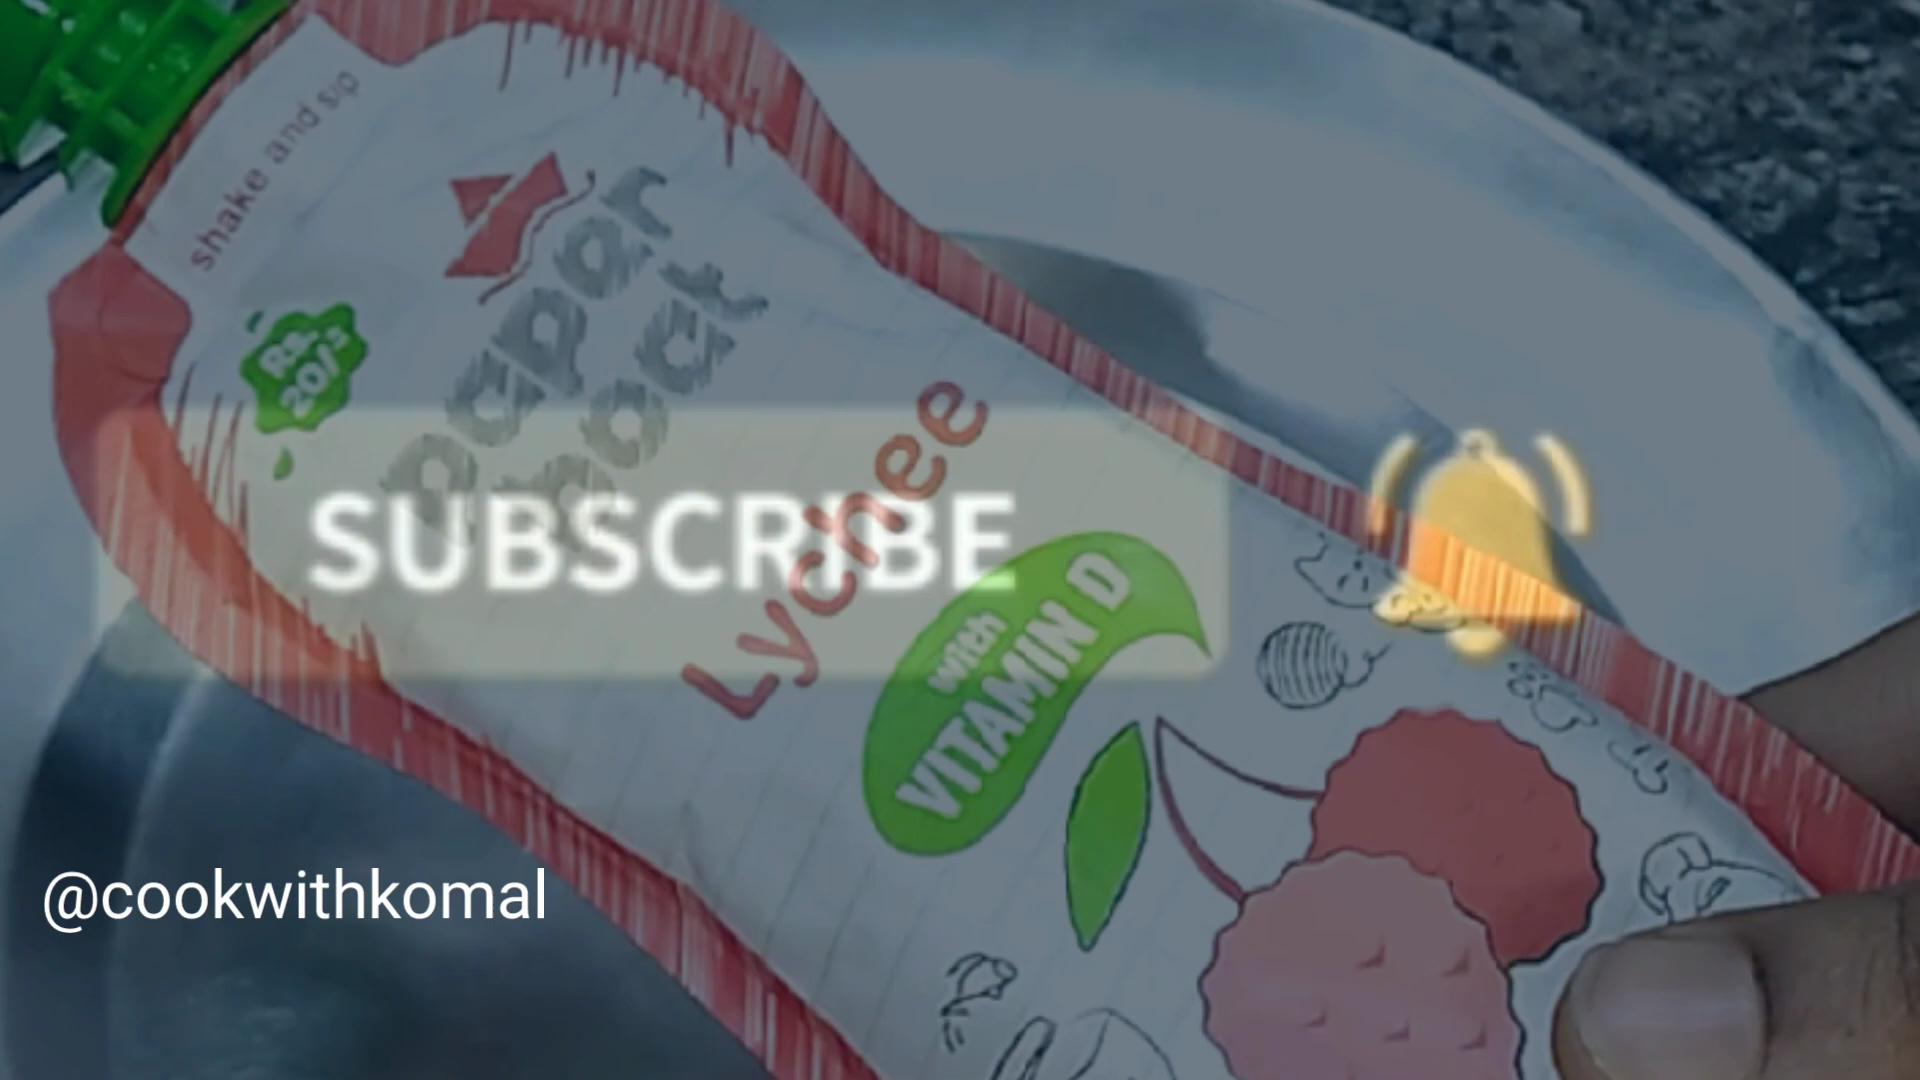 shake and sip
paper
boat
Rs.
20/-
Lychee
with
VITAMIN D
SUBSCRIBE
@cookwithkomal